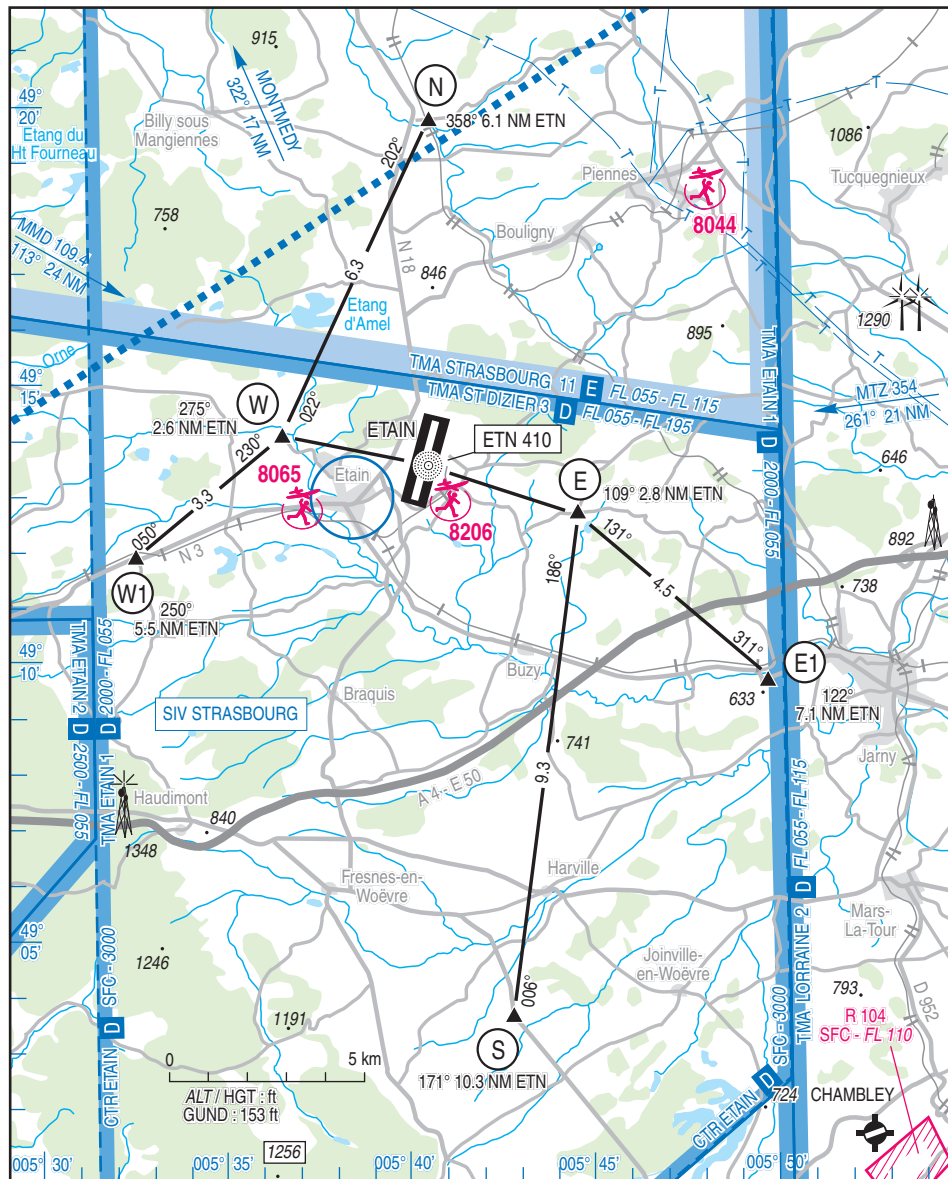 915
MONTMEDY
322° 17 NM
N
358° 6.1 NM ETN
49°
20'
Etang du
Ht Fourneau
Billy sous
Mangiennes
202°
1086
Tucquegnieux
Piennes
8044
Bouligny
758
MMD 109.4
113° 24 NM
6.3
N 18
846
Etang
d'Amel
895
1290
Orne
TMA STRASBOURG 11 E FL 055 - FL 115
TMA ST DIZIER 3 D FL 055 - FL 195
TMA ETAIN 1 D 2000 - FL 055
MTZ 354
261° 21 NM
49°
15'
W
275°
2.6 NM ETN
022°
230°
ETAIN
ETN 410
646
8065
Etain
E
109° 2.8 NM ETN
3.3
8206
050°
N 3
131°
186°
892
738
W1
250°
5.5 NM ETN
4.5
311°
49°
10'
Buzy
E1
122°
7.1 NM ETN
633
TMA ETAIN 2 D 2500 - FL 055
TMA ETAIN 1 D 2000 - FL 055
SIV STRASBOURG
Braquis
741
Jarny
9.3
A 4 - E 50
Haudimont
840
1348
Fresnes-en-
Woëvre
Harville
TMA LORRAINE 2 D FL 055 - FL 115
Mars-
La-Tour
49°
05'
1246
Joinville-
en-Woëvre
793
D 952
CTR ETAIN D SFC - 3000
1191
006°
S
171° 10.3 NM ETN
R 104
SFC - FL 110
0 5 km
ALT / HGT : ft
GUND : 153 ft
CTR ETAIN D SFC - 3000
724
CHAMBLEY
1256
005° 30'
005° 35'
005° 40'
005° 45'
005° 50'